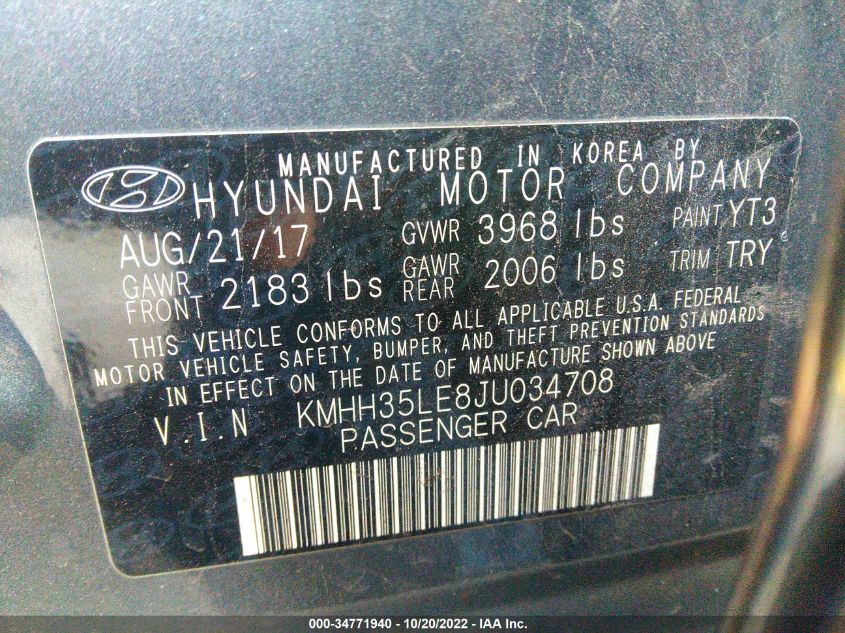 MANUFACTURED IN KOREA BY
HYUNDAI MOTOR COMPANY
AUG/21/17 GVWR 3968 lbs PAINT YT3
GAWR FRONT 2183 lbs GAWR REAR 2006 lbs TRIM TRY
THIS VEHICLE CONFORMS TO ALL APPLICABLE U.S.A. FEDERAL
MOTOR VEHICLE SAFETY, BUMPER, AND THEFT PREVENTION STANDARDS
IN EFFECT ON THE DATE OF MANUFACTURE SHOWN ABOVE
V.I.N KMHH35LE8JU034708
PASSENGER CAR
000-34771940 - 10/20/2022 - IAA Inc.